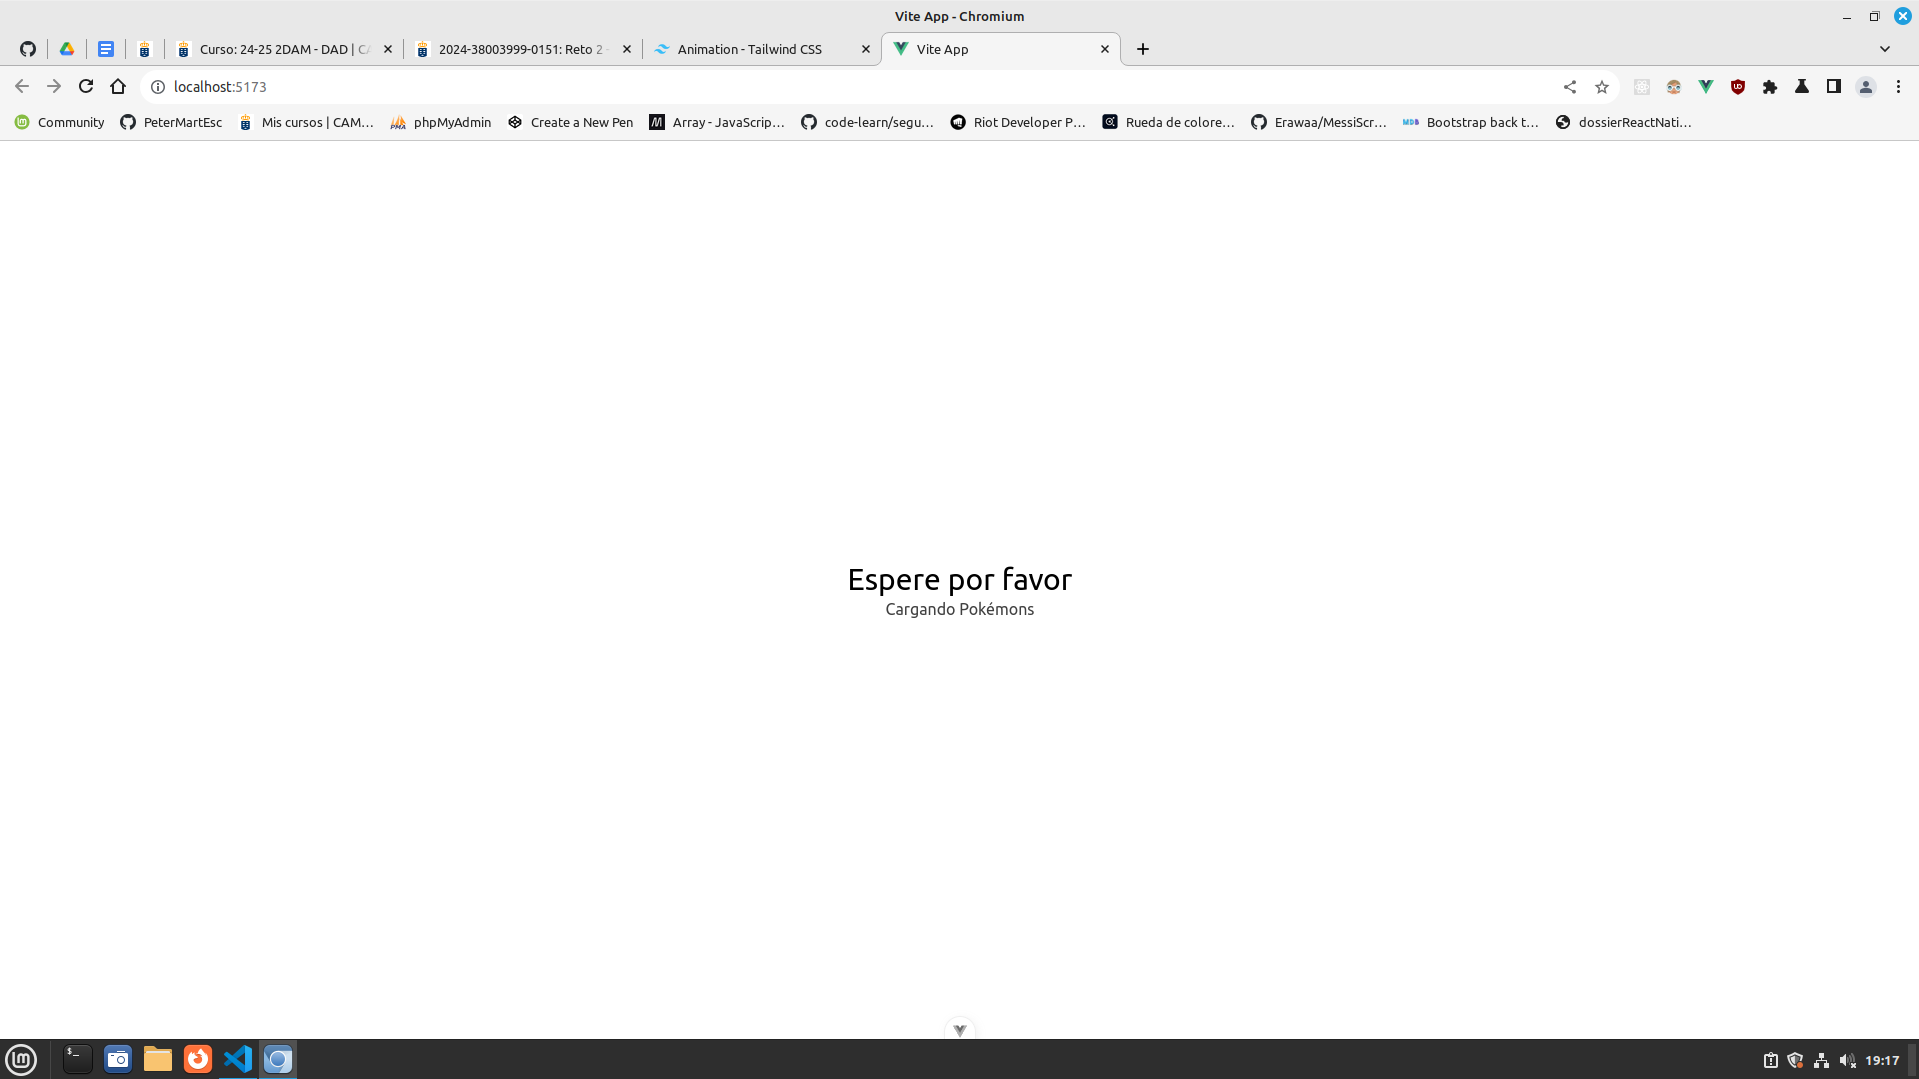 Vite App - Chromium
Curso: 24-25 2DAM - DAD | CA
2024-38003999-0151: Reto 2 -
Animation - Tailwind CSS
Vite App
localhost:5173
Community
PeterMartEsc
Mis cursos | CAM…
phpMyAdmin
Create a New Pen
Array - JavaScrip…
code-learn/segu…
Riot Developer P…
Rueda de colore…
Erawaa/MessiScr…
Bootstrap back t…
dossierReactNati…
Espere por favor
Cargando Pokémons
19:17